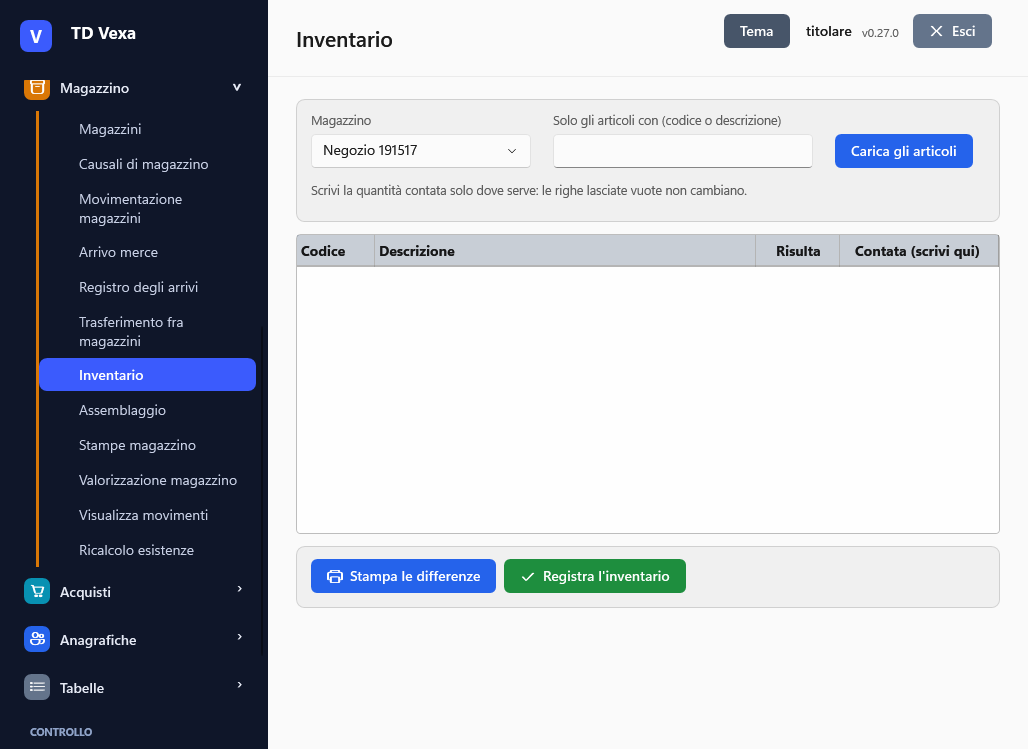 V
TD Vexa
Magazzino
Magazzini
Causali di magazzino
Movimentazione
magazzini
Arrivo merce
Registro degli arrivi
Trasferimento fra
magazzini
Inventario
Assemblaggio
Stampe magazzino
Valorizzazione magazzino
Visualizza movimenti
Ricalcolo esistenze
Acquisti
Anagrafiche
Tabelle
CONTROLLO
Inventario
Tema
titolare
v0.27.0
Esci
Magazzino
Solo gli articoli con (codice o descrizione)
Negozio 191517
Carica gli articoli
Scrivi la quantità contata solo dove serve: le righe lasciate vuote non cambiano.
Codice
Descrizione
Risulta
Contata (scrivi qui)
Stampa le differenze
Registra l'inventario